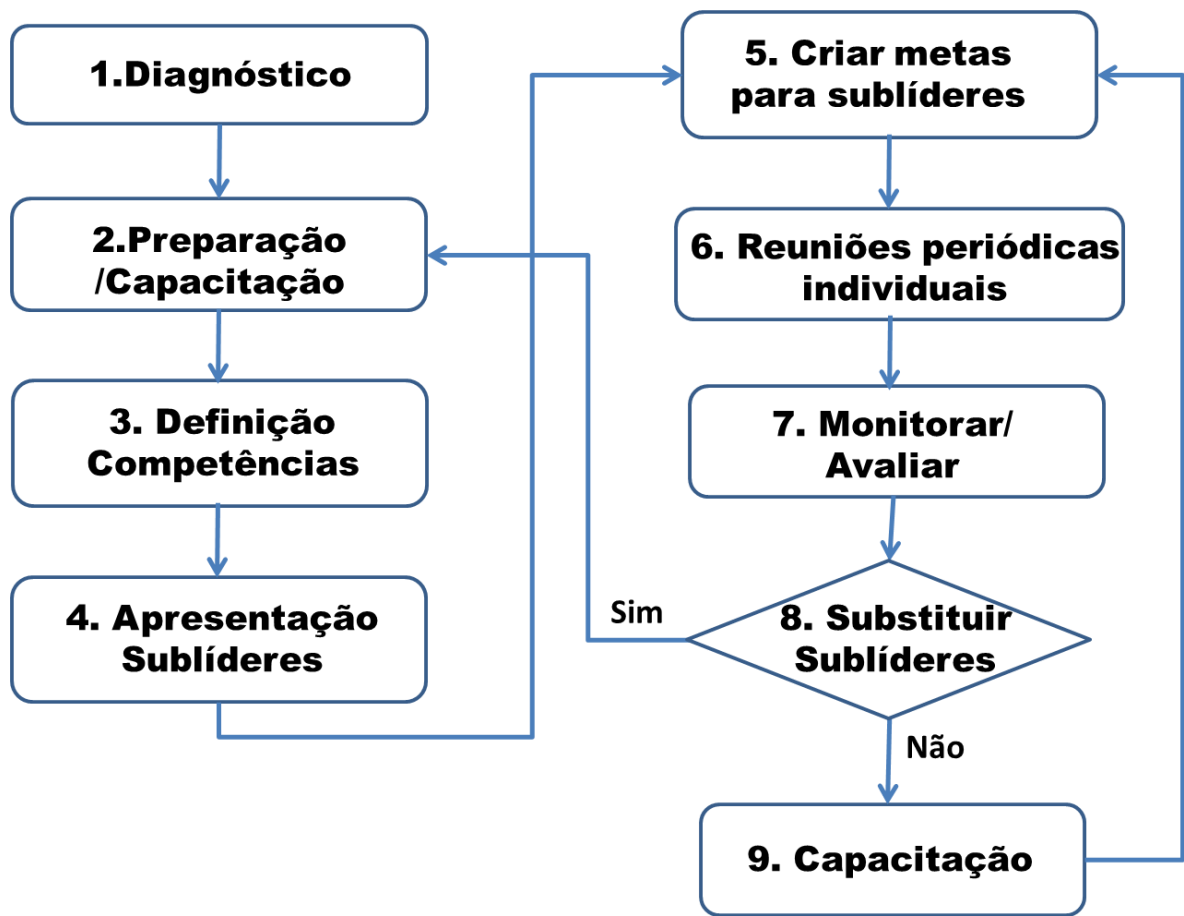 1.Diagnóstico
2.Preparação
/Capacitação
3. Definição
Competências
4. Apresentação
Sublíderes
5. Criar metas
para sublíderes
6. Reuniões periódicas
individuais
7. Monitorar/
Avaliar
Sim
8. Substituir
Sublíderes
Não
9. Capacitação